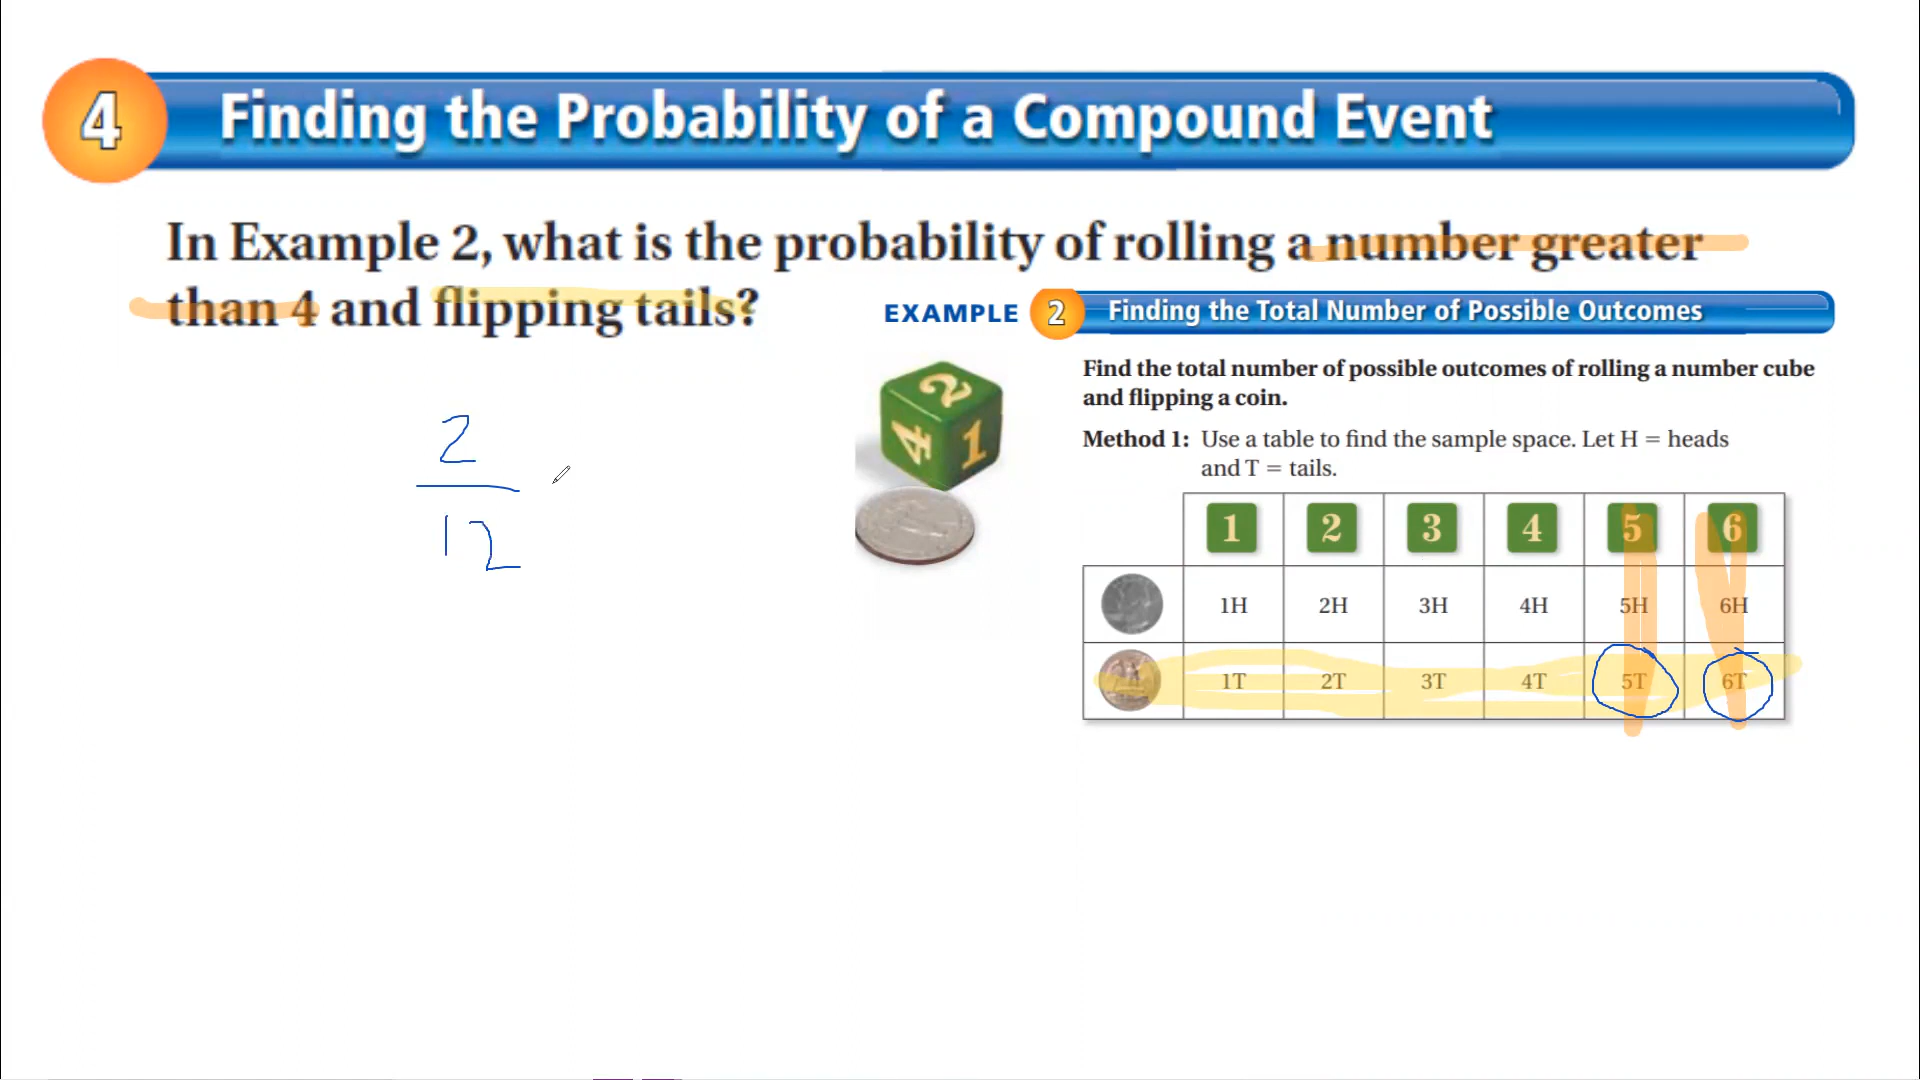 4 Finding the Probability of a Compound Event
In Example 2, what is the probability of rolling a number greater
than 4 and flipping tails?
EXAMPLE 2 Finding the Total Number of Possible Outcomes
Find the total number of possible outcomes of rolling a number cube
and flipping a coin.
Method 1: Use a table to find the sample space. Let H = heads
and T = tails.
2
12
2
4 1
1 2 3 4 5 6
1H 2H 3H 4H 5H 6H
1T 2T 3T 4T 5T 6T